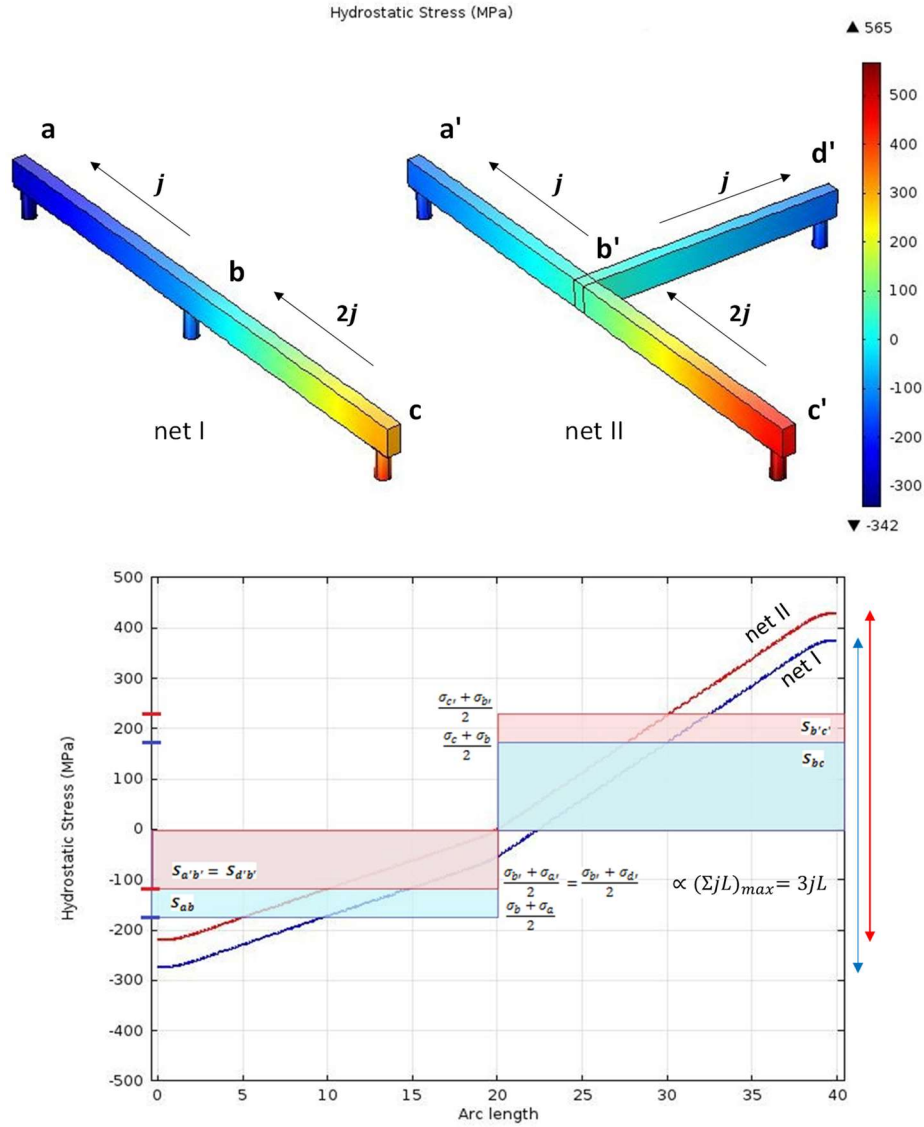 Hydrostatic Stress (MPa)
▲ 565
a
a'
d'
j
j
j
b
b'
2j
2j
c
c'
net I
net II
500
400
300
200
100
0
-100
-200
-300
▼ -342
500
400
300
200
100
0
-100
-200
-300
-400
-500
Hydrostatic Stress (MPa)
net II
net I
(σc' + σb')/2
(σc + σb)/2
Sb'c'
Sbc
Sa'b' = Sd'b'
Sab
(σb' + σa')/2 = (σb' + σd')/2
(σb + σa)/2
∝ (ΣjL)max = 3jL
0 5 10 15 20 25 30 35 40
Arc length